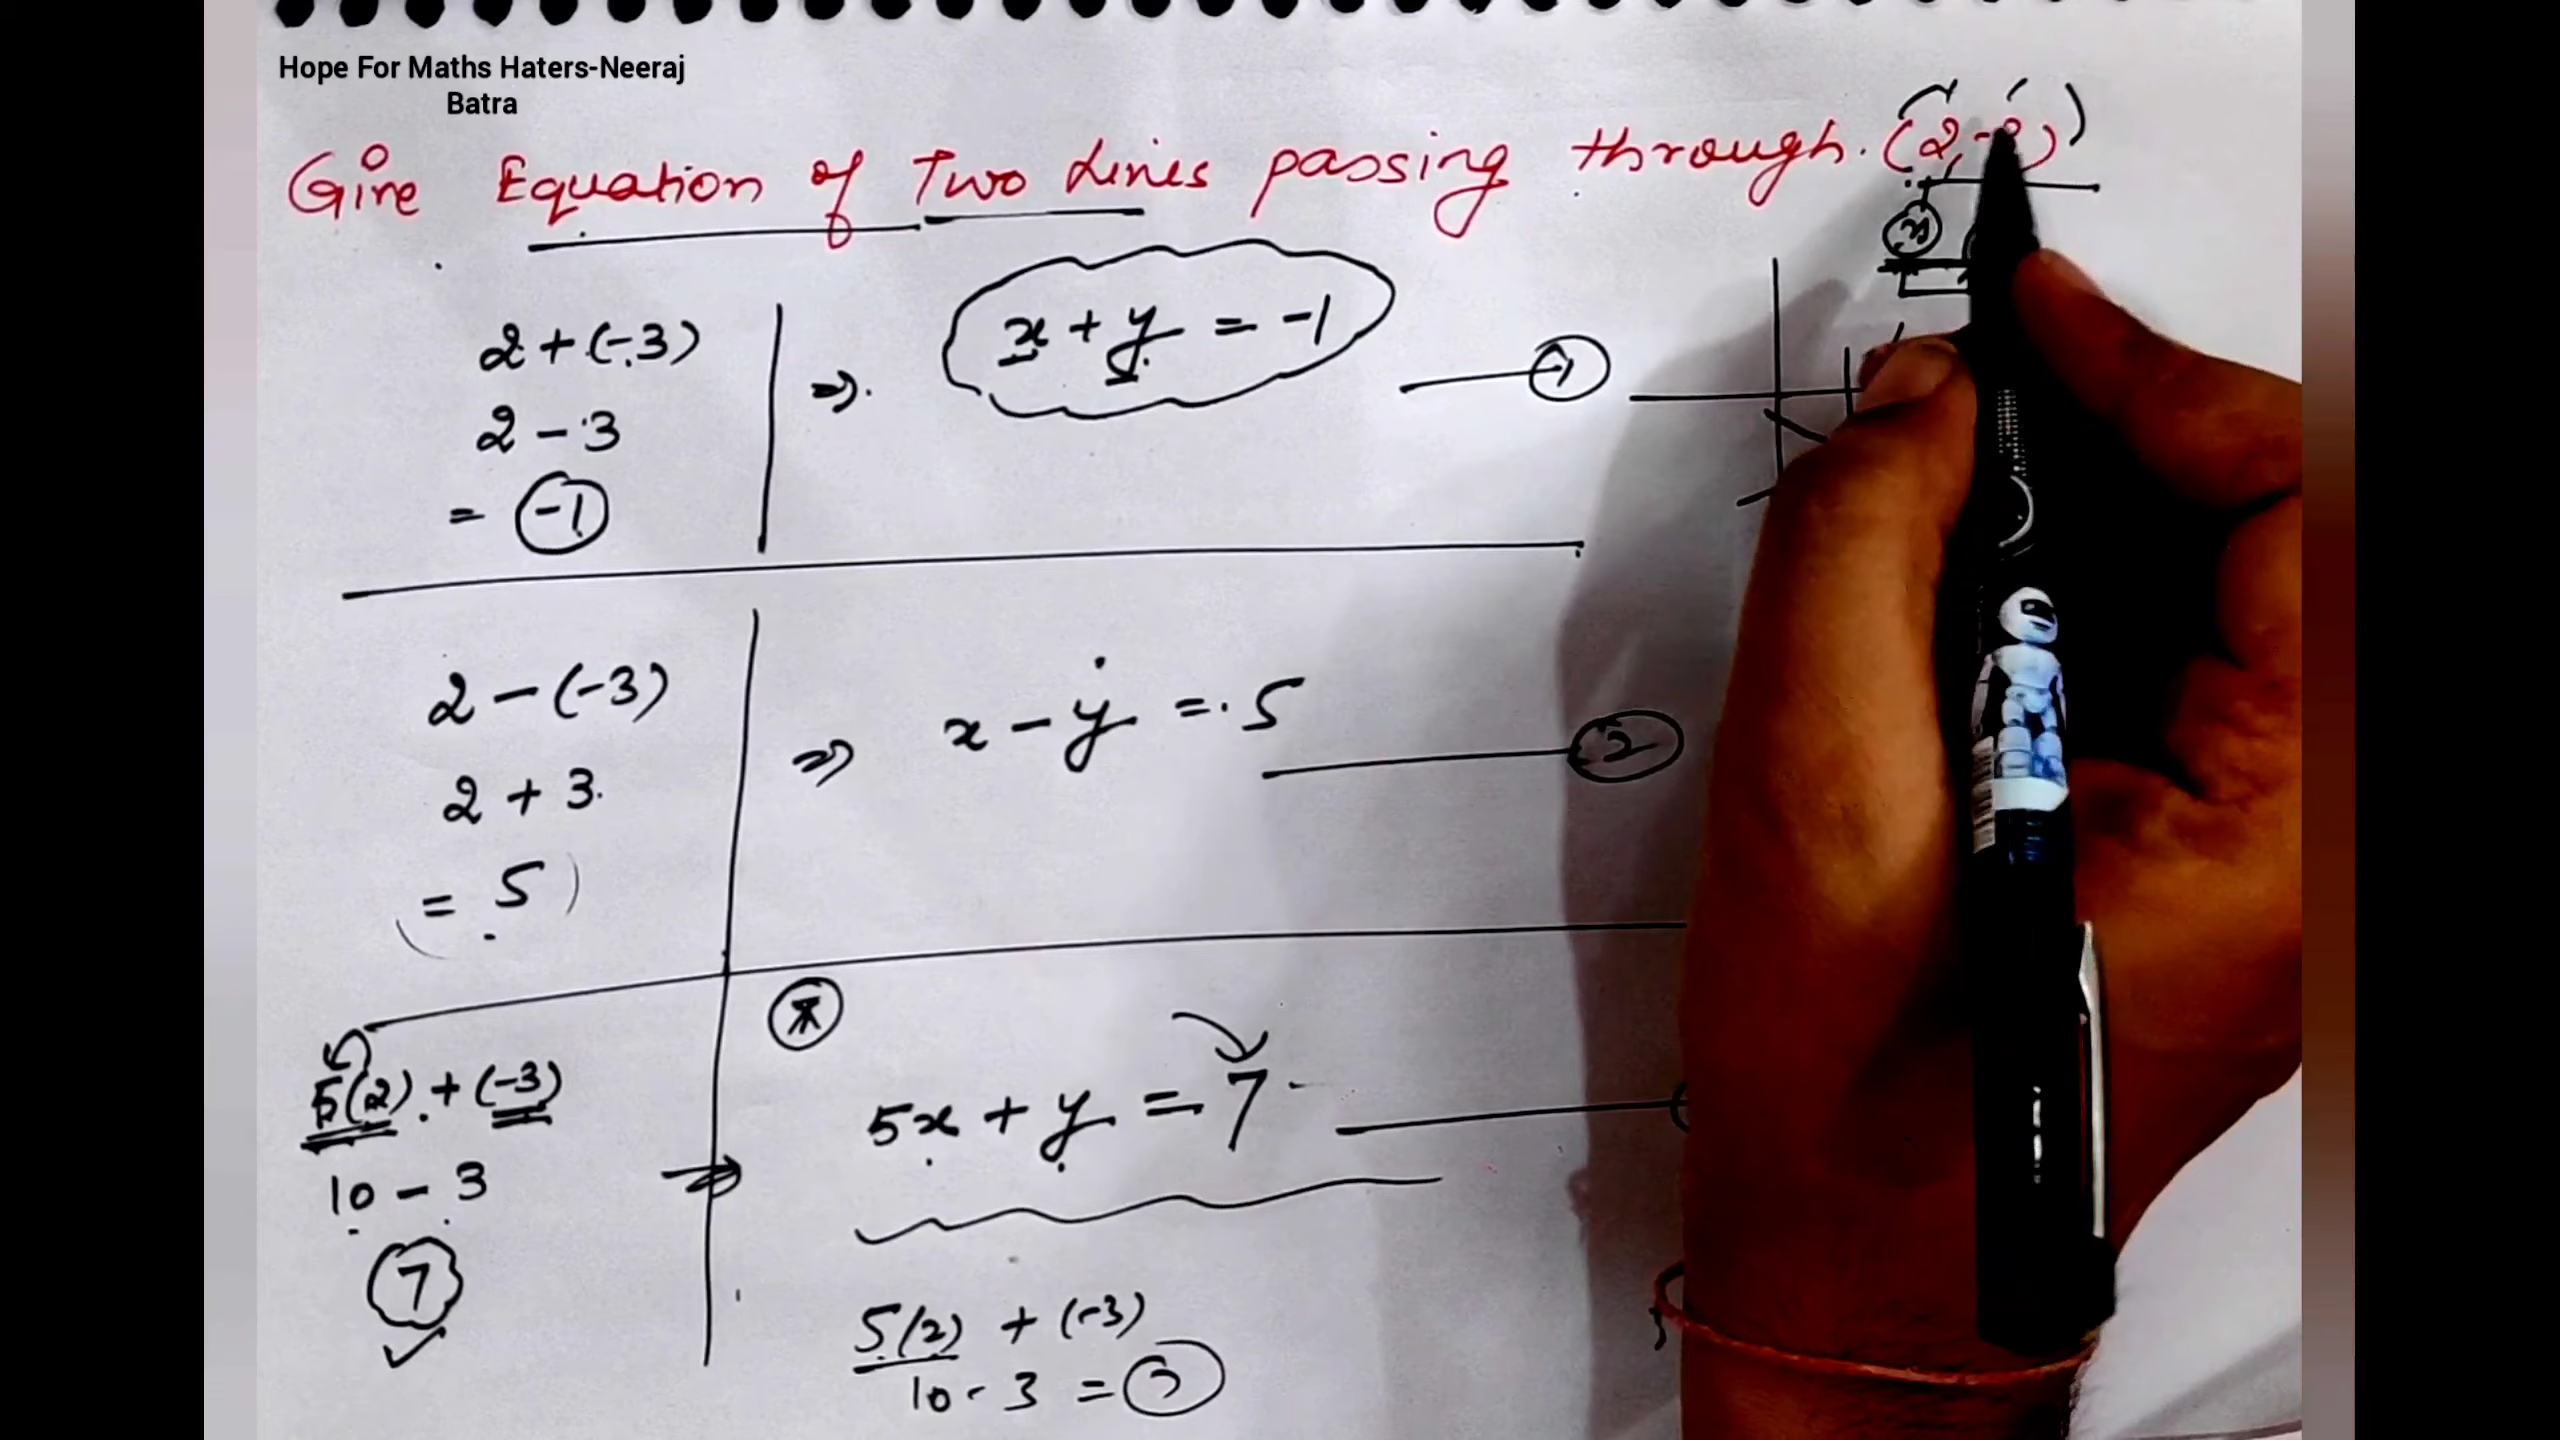 Hope For Maths Haters-Neeraj
Batra
Give Equation of Two Lines passing through. (2,-3)
2 + (-3)
2 - 3
= -1
⇒ x + y = -1
1
2 - (-3)
2 + 3
= 5
⇒ x - y = 5
2
5(2) + (-3)
10 - 3
7
5x + y = 7
5(2) + (-3)
10 - 3 =